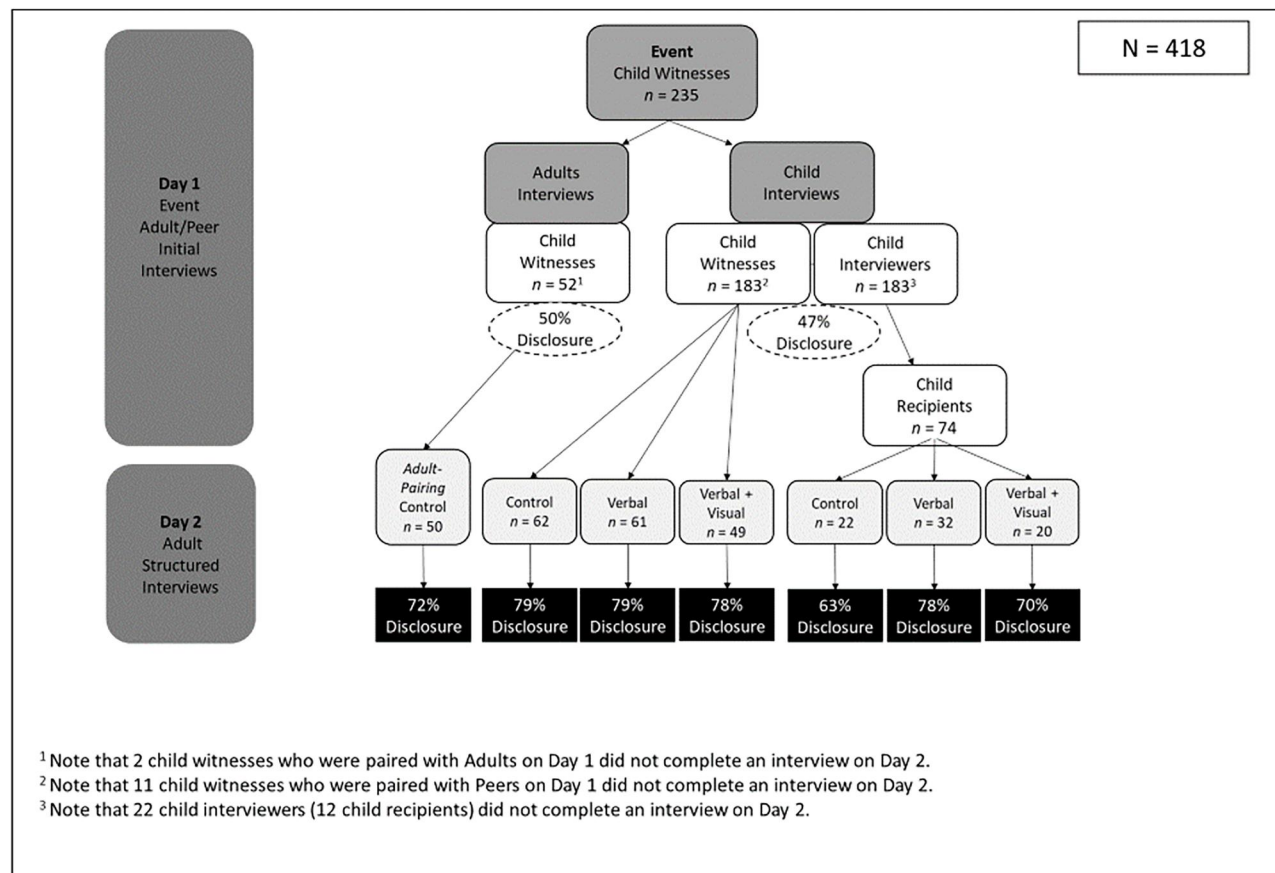 N = 418
Event
Child Witnesses
n = 235
Day 1
Event
Adult/Peer
Initial
Interviews
Adults
Interviews
Child
Interviews
Child
Witnesses
n = 52¹
Child
Witnesses
n = 183²
Child
Interviewers
n = 183³
50%
Disclosure
47%
Disclosure
Child
Recipients
n = 74
Day 2
Adult
Structured
Interviews
Adult-
Pairing
Control
n = 50
Control
n = 62
Verbal
n = 61
Verbal +
Visual
n = 49
Control
n = 22
Verbal
n = 32
Verbal +
Visual
n = 20
72%
Disclosure
79%
Disclosure
79%
Disclosure
78%
Disclosure
63%
Disclosure
78%
Disclosure
70%
Disclosure
¹ Note that 2 child witnesses who were paired with Adults on Day 1 did not complete an interview on Day 2.
² Note that 11 child witnesses who were paired with Peers on Day 1 did not complete an interview on Day 2.
³ Note that 22 child interviewers (12 child recipients) did not complete an interview on Day 2.